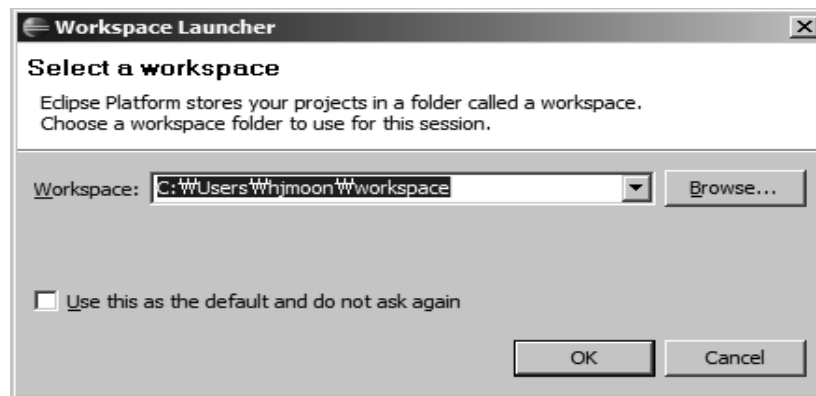 Workspace Launcher
Select a workspace
Eclipse Platform stores your projects in a folder called a workspace.
Choose a workspace folder to use for this session.
Workspace: C:₩Users₩hjmoon₩workspace Browse...
Use this as the default and do not ask again
OK Cancel